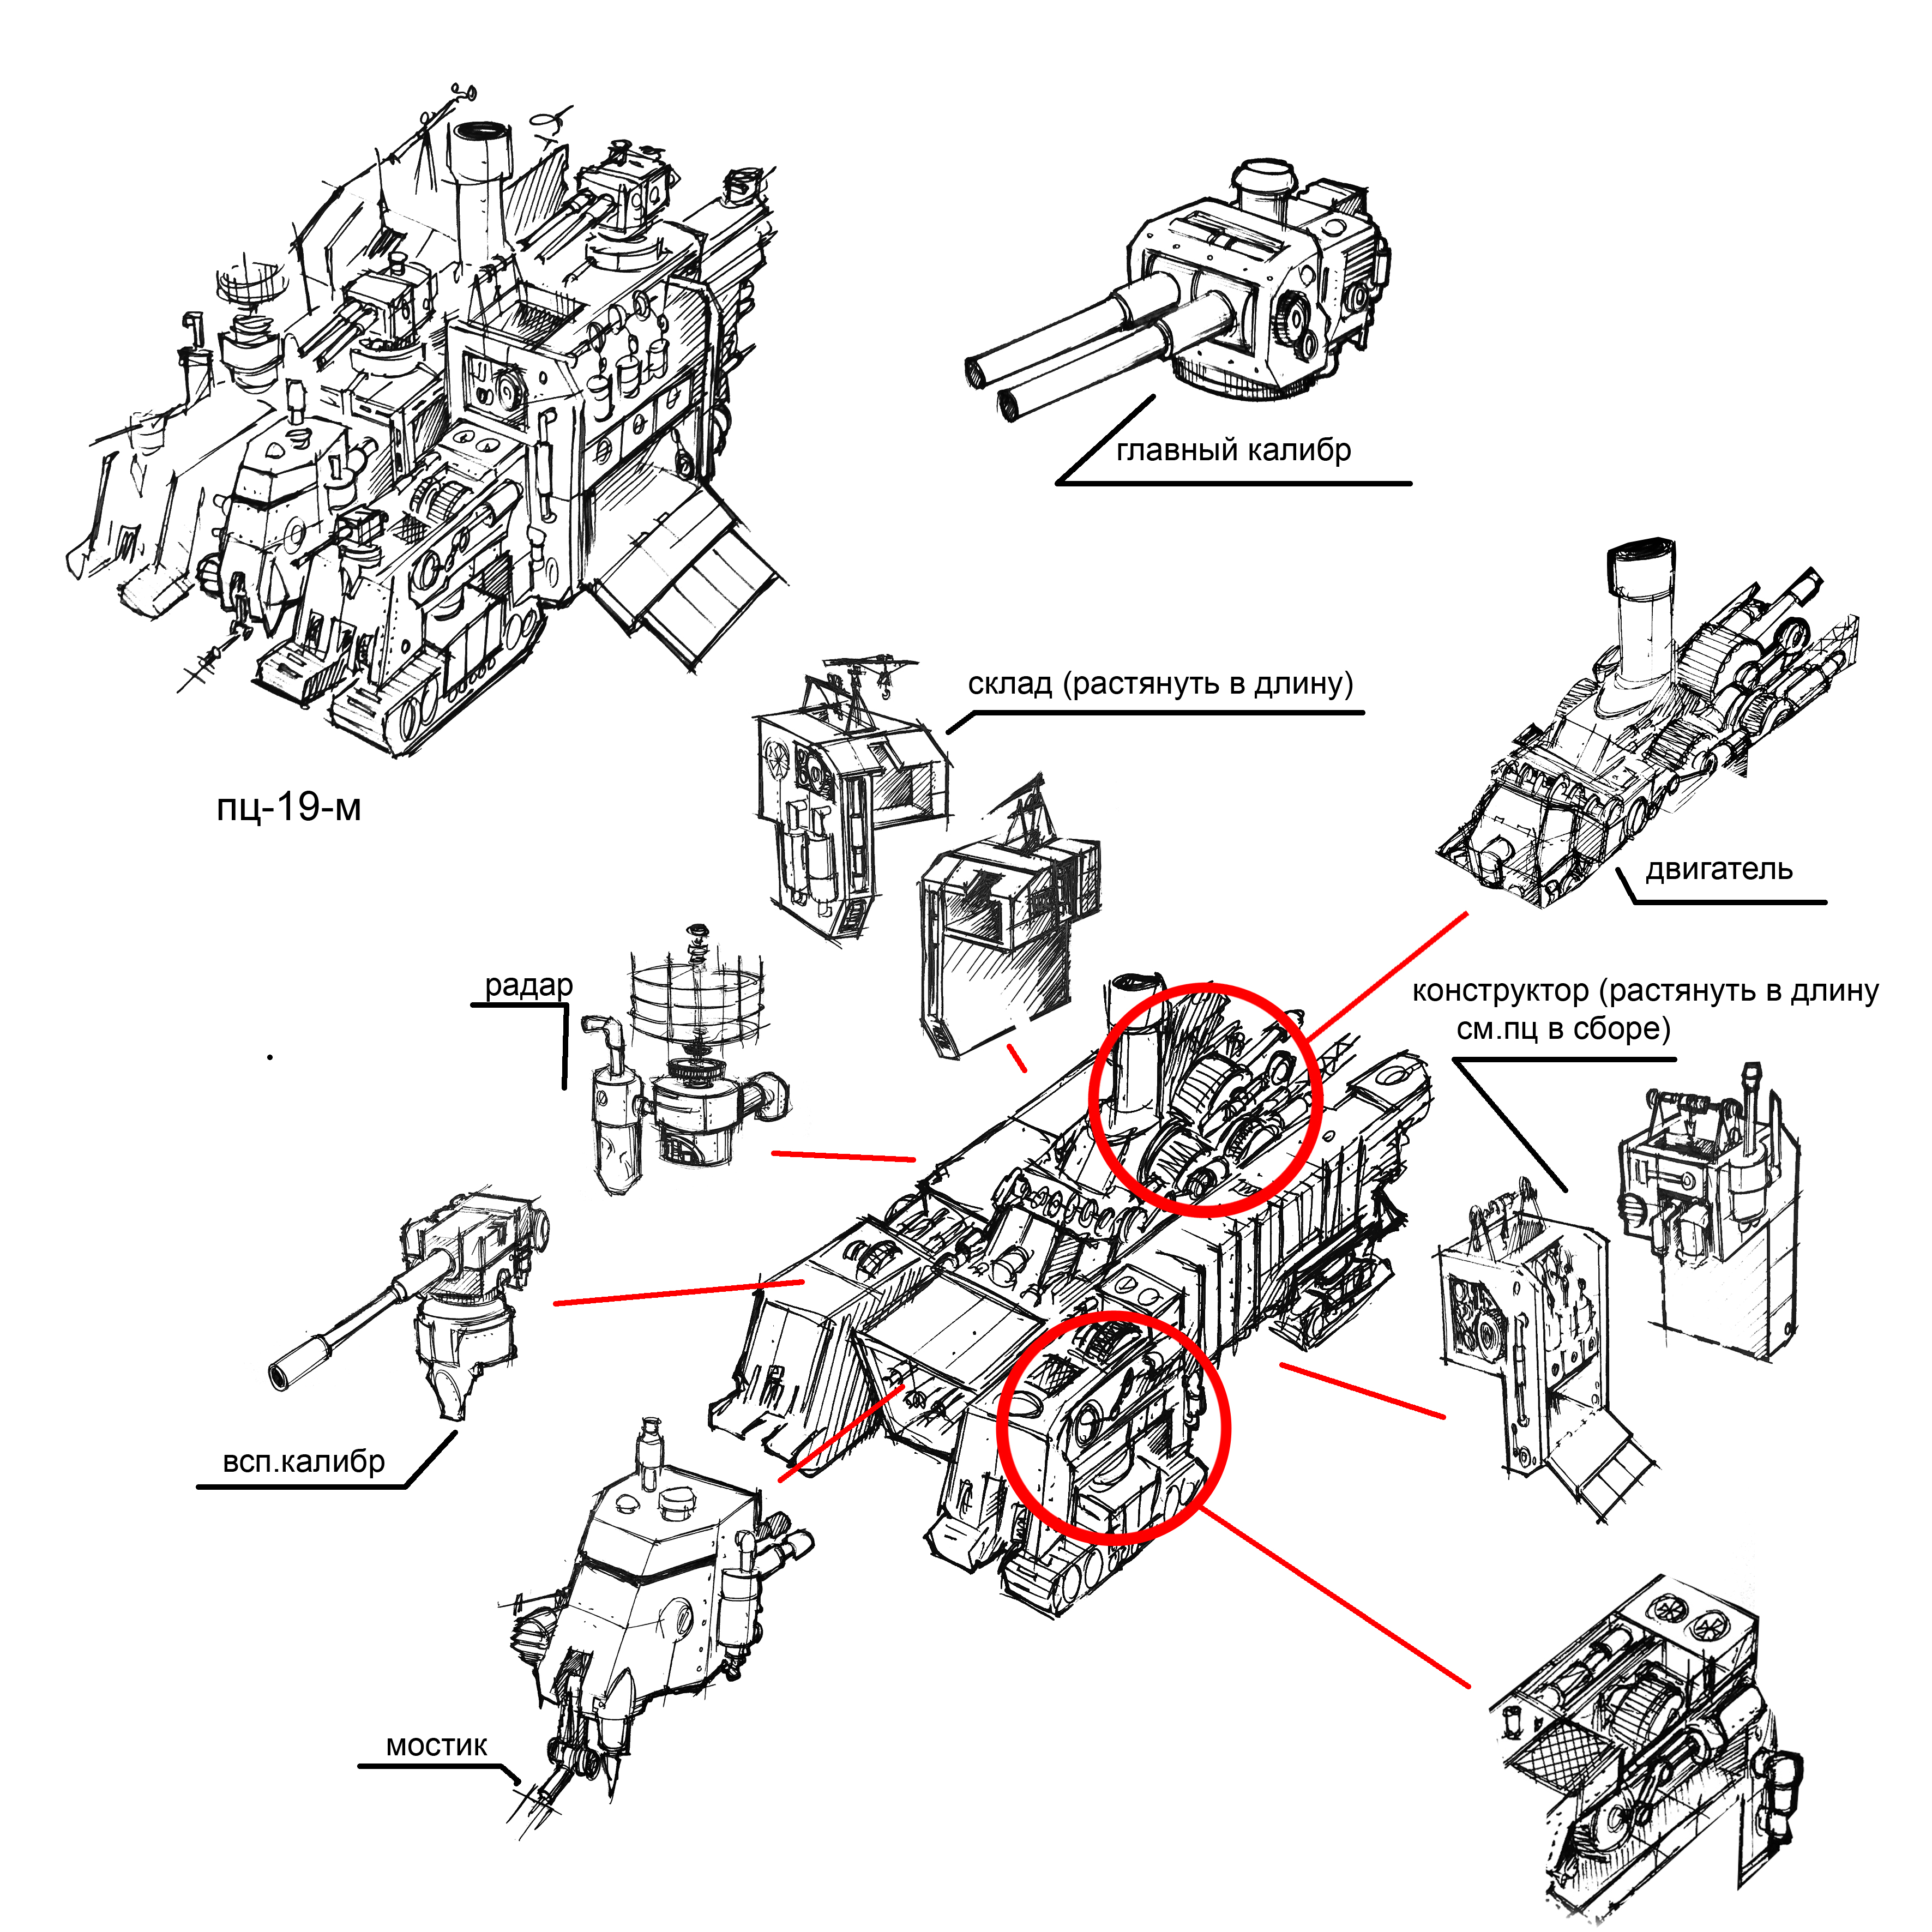 главный калибр
склад (растянуть в длину)
пц-19-м
двигатель
радар
конструктор (растянуть в длину
см.пц в сборе)
всп.калибр
мостик